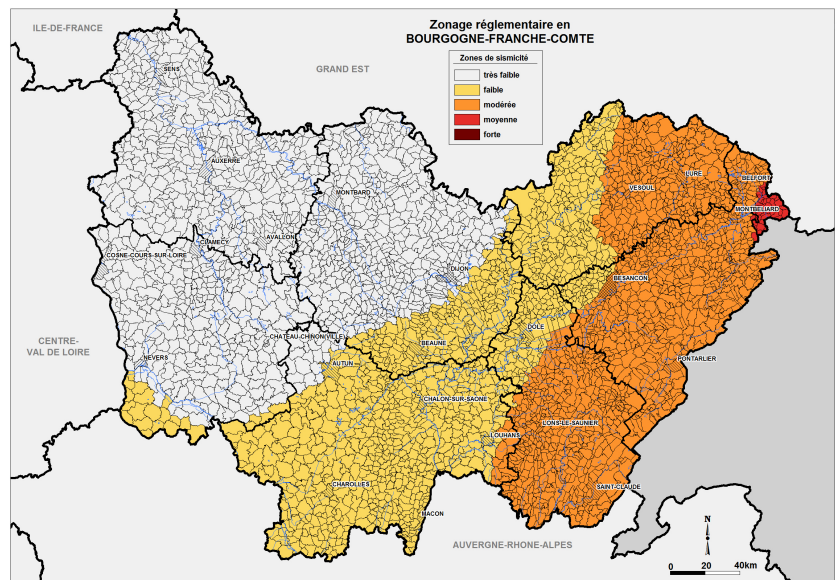 Zonage réglementaire en
BOURGOGNE-FRANCHE-COMTE
Zones de sismicité
trés faible
faible
modérée
moyenne
forte
ILE-DE-FRANCE
GRAND EST
SENS
AUXERRE
MONTBARD
VESOUL
LURE
BELFORT
MONTBELIARD
CLAMECY
AVALLON
COSNE-COURS-SUR-LOIRE
DIJON
BESANCON
CENTRE-
VAL DE LOIRE
CHATEAU-CHINON(VILLE)
DOLE
BEAUNE
NEVERS
AUTUN
PONTARLIER
CHALON-SUR-SAONE
LOUHANS
LONS-LE-SAUNIER
CHAROLLES
SAINT-CLAUDE
MACON
AUVERGNE-RHONE-ALPES
N
0 20 40km